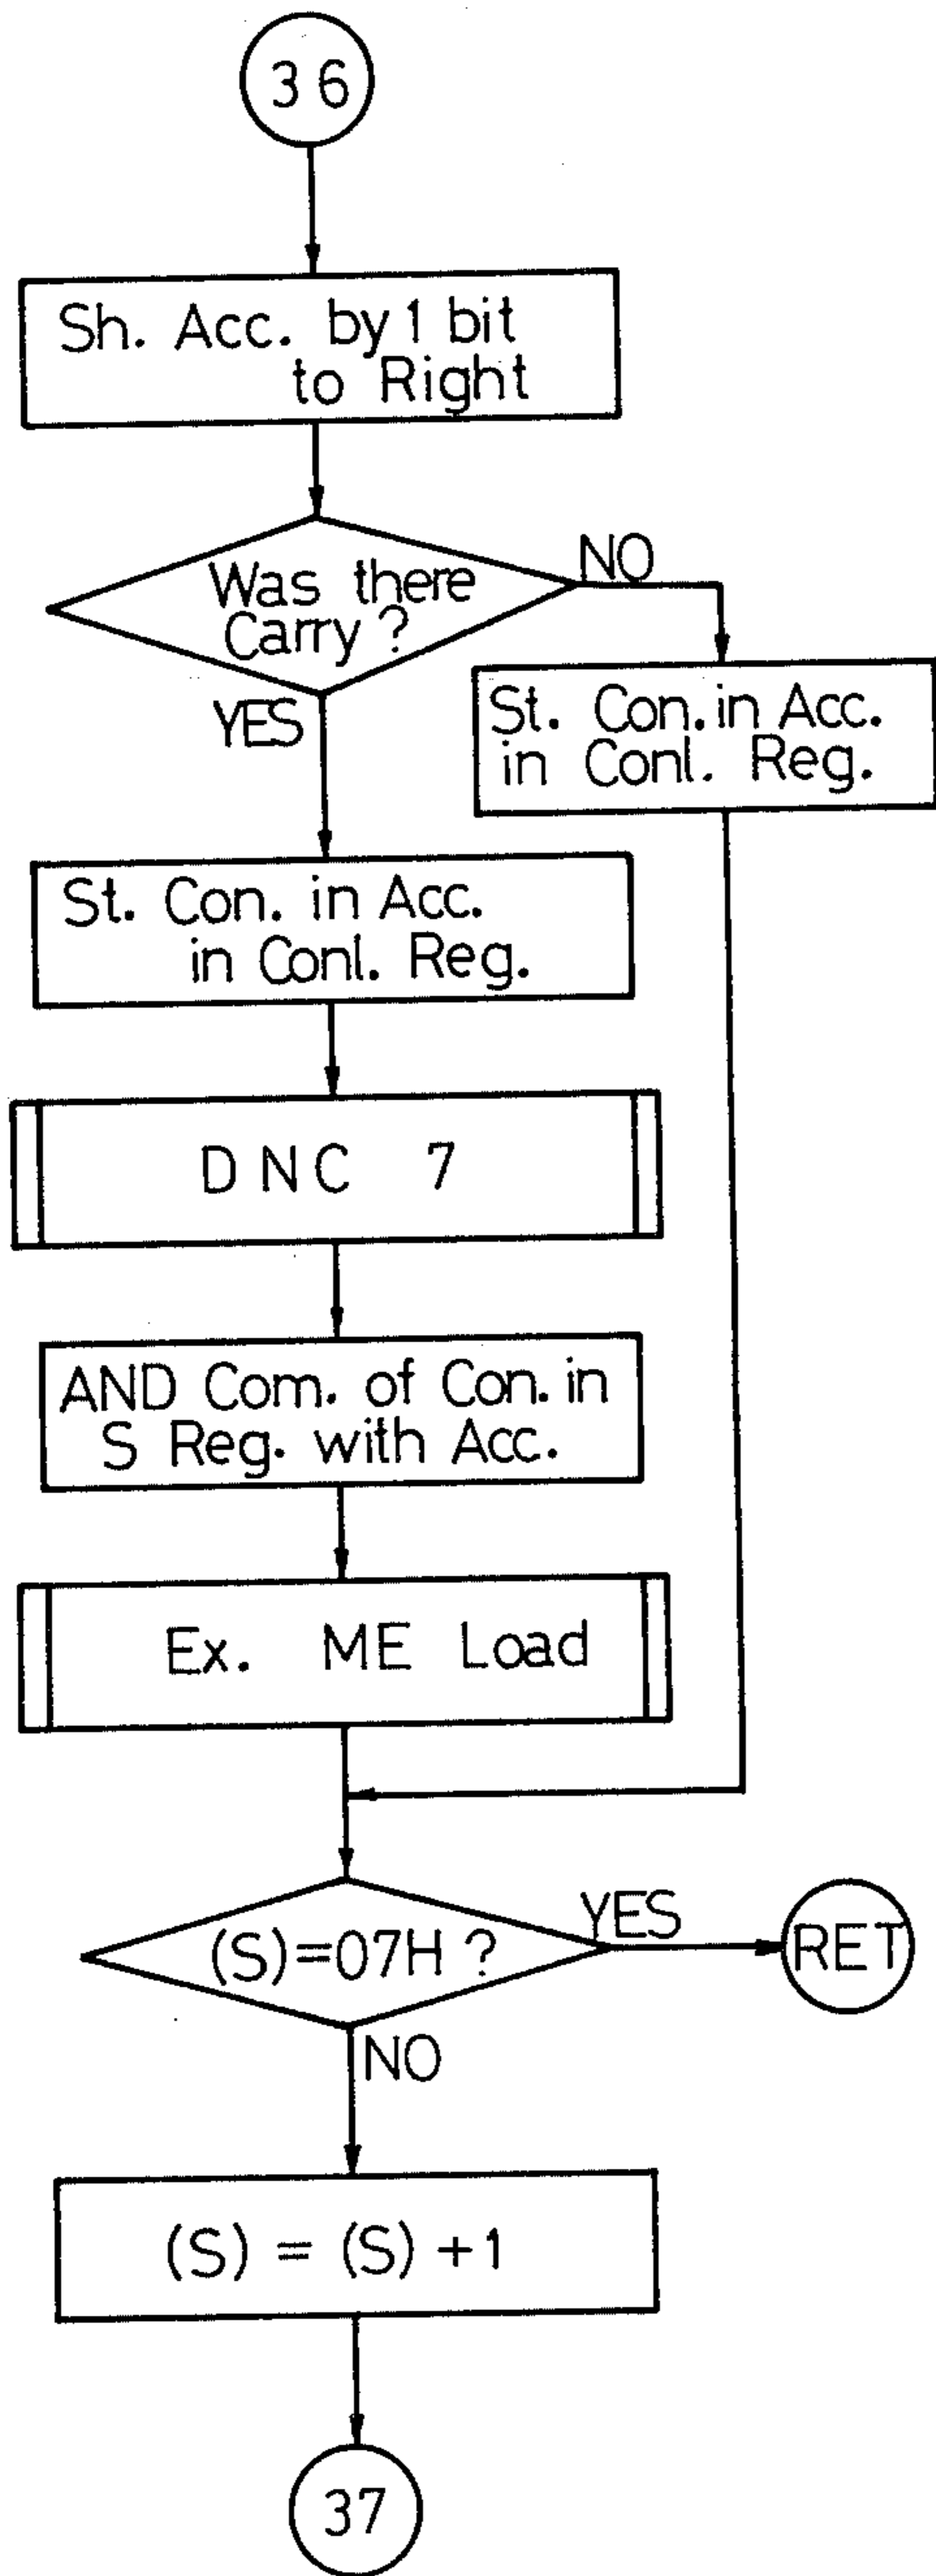 36
Sh. Acc. by 1 bit
to Right
Was there
Carry?
NO
YES
St. Con. in Acc.
in Conl. Reg.
St. Con. in Acc.
in Conl. Reg.
DNC 7
AND Com. of Con. in
S Reg. with Acc.
Ex. ME Load
(S)=07H ?
YES
RET
NO
(S) = (S) +1
37